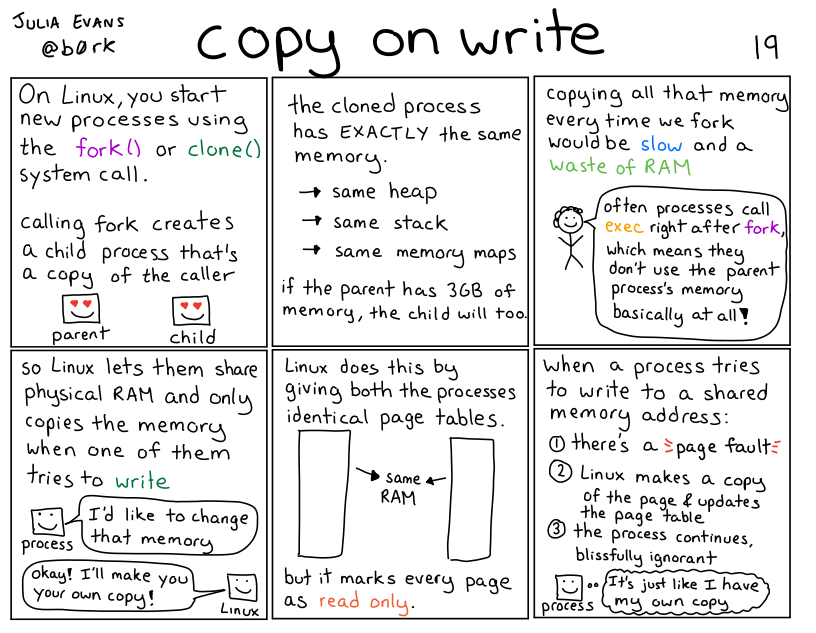 JULIA EVANS
@b0rk
copy on write
19
On Linux, you start
new processes using
the fork() or clone()
system call.
calling fork creates
a child process that's
a copy of the caller
parent
child
the cloned process
has EXACTLY the same
memory.
→ same heap
→ same stack
→ same memory maps
if the parent has 3GB of
memory, the child will too.
copying all that memory
every time we fork
would be slow and a
waste of RAM
often processes call
exec right after fork,
which means they
don't use the parent
process's memory
basically at all!
so Linux lets them share
physical RAM and only
copies the memory
when one of them
tries to write
I'd like to change
that memory
process
okay! I'll make you
your own copy!
Linux
Linux does this by
giving both the processes
identical page tables.
same
RAM
but it marks every page
as read only.
when a process tries
to write to a shared
memory address:
① there's a page fault
② Linux makes a copy
of the page & updates
the page table
③ the process continues,
blissfully ignorant
It's just like I have
my own copy
process